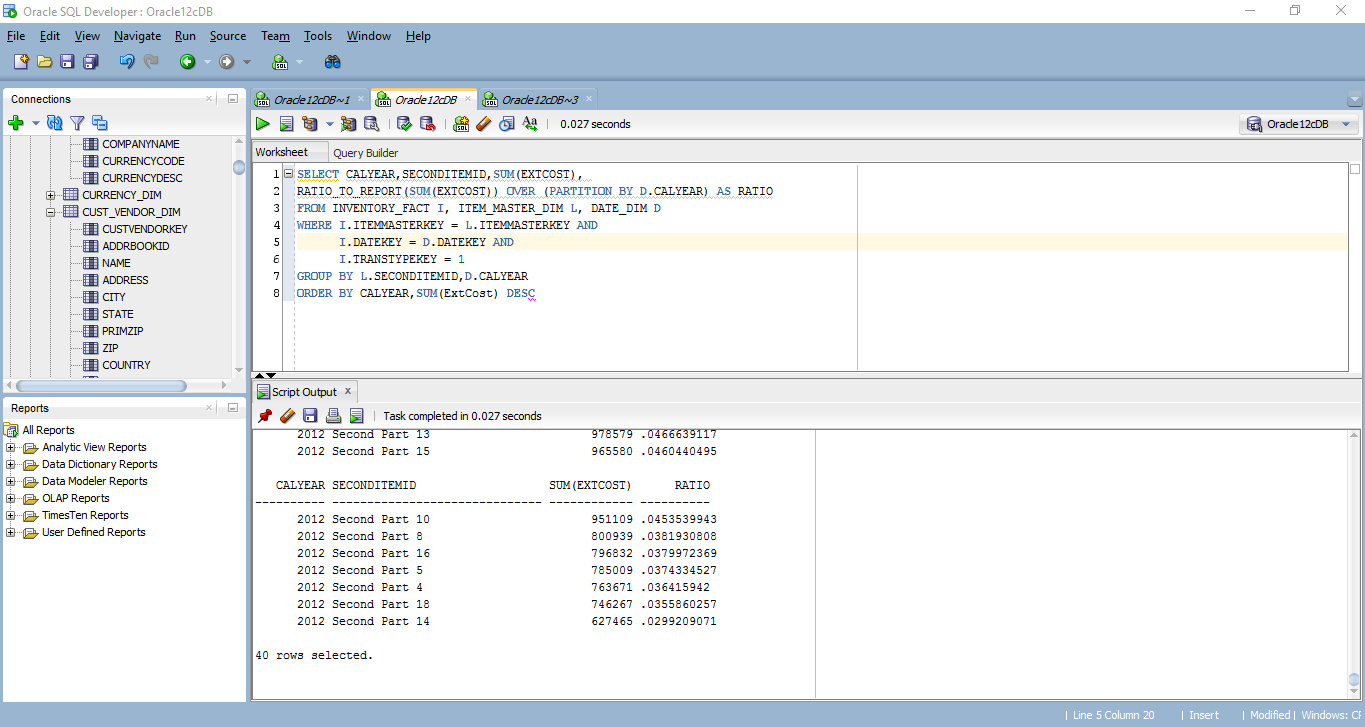 Oracle SQL Developer : Oracle12cDB
File Edit View Navigate Run Source Team Tools Window Help
Connections
COMPANYNAME
CURRENCYCODE
CURRENCYDESC
CURRENCY_DIM
CUST_VENDOR_DIM
CUSTVENDORKEY
ADDRBOOKID
NAME
ADDRESS
CITY
STATE
PRIMZIP
ZIP
COUNTRY
Reports
All Reports
Analytic View Reports
Data Dictionary Reports
Data Modeler Reports
OLAP Reports
TimesTen Reports
User Defined Reports
Oracle12cDB~1 Oracle12cDB Oracle12cDB~3
0.027 seconds Oracle12cDB
Worksheet Query Builder
1 SELECT CALYEAR,SECONDITEMID,SUM(EXTCOST),
2 RATIO_TO_REPORT(SUM(EXTCOST)) OVER (PARTITION BY D.CALYEAR) AS RATIO
3 FROM INVENTORY_FACT I, ITEM_MASTER_DIM L, DATE_DIM D
4 WHERE I.ITEMMASTERKEY = L.ITEMMASTERKEY AND
5 I.DATEKEY = D.DATEKEY AND
6 I.TRANSTYPEKEY = 1
7 GROUP BY L.SECONDITEMID,D.CALYEAR
8 ORDER BY CALYEAR,SUM(ExtCost) DESC
Script Output
Task completed in 0.027 seconds
2012 Second Part 13 978579 .0466639117
2012 Second Part 15 965580 .0460440495
CALYEAR SECONDITEMID SUM(EXTCOST) RATIO
---------- ------------------------------ ------------ ----------
2012 Second Part 10 951109 .0453539943
2012 Second Part 8 800939 .0381930808
2012 Second Part 16 796832 .0379972369
2012 Second Part 5 785009 .0374334527
2012 Second Part 4 763671 .036415942
2012 Second Part 18 746267 .0355860257
2012 Second Part 14 627465 .0299209071
40 rows selected.
Line 5 Column 20 Insert Modified Windows: CF